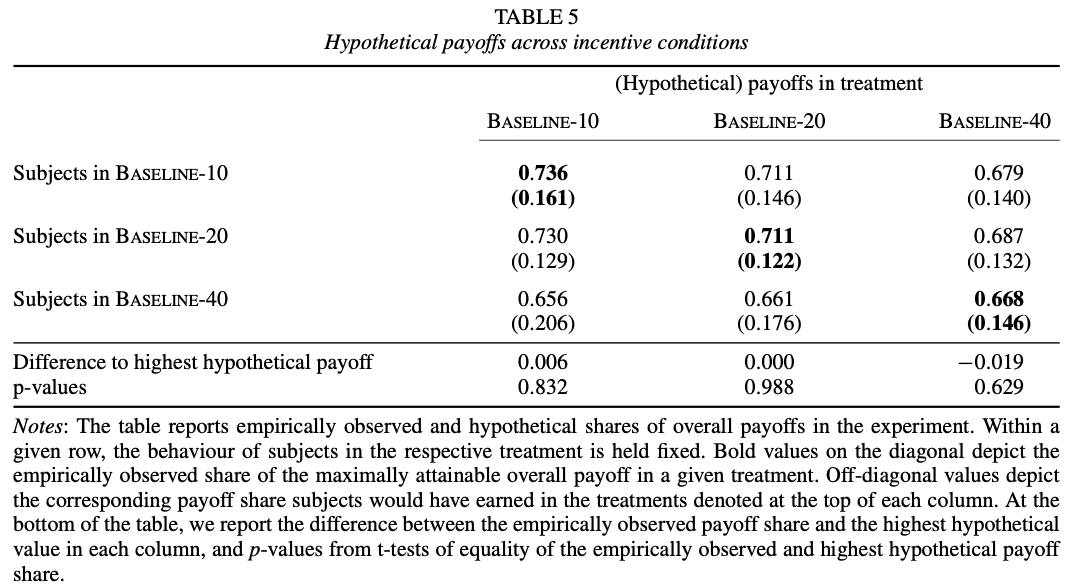 TABLE 5
Hypothetical payoffs across incentive conditions
(Hypothetical) payoffs in treatment
BASELINE-10 BASELINE-20 BASELINE-40
Subjects in BASELINE-10 0.736 0.711 0.679
(0.161) (0.146) (0.140)
Subjects in BASELINE-20 0.730 0.711 0.687
(0.129) (0.122) (0.132)
Subjects in BASELINE-40 0.656 0.661 0.668
(0.206) (0.176) (0.146)
Difference to highest hypothetical payoff 0.006 0.000 −0.019
p-values 0.832 0.988 0.629
Notes: The table reports empirically observed and hypothetical shares of overall payoffs in the experiment. Within a
given row, the behaviour of subjects in the respective treatment is held fixed. Bold values on the diagonal depict the
empirically observed share of the maximally attainable overall payoff in a given treatment. Off-diagonal values depict
the corresponding payoff share subjects would have earned in the treatments denoted at the top of each column. At the
bottom of the table, we report the difference between the empirically observed payoff share and the highest hypothetical
value in each column, and p-values from t-tests of equality of the empirically observed and highest hypothetical payoff
share.